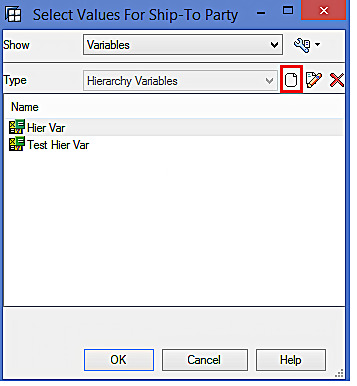 Select Values For Ship-To Party
Show Variables
Type Hierarchy Variables
Name
Hier Var
Test Hier Var
OK Cancel Help